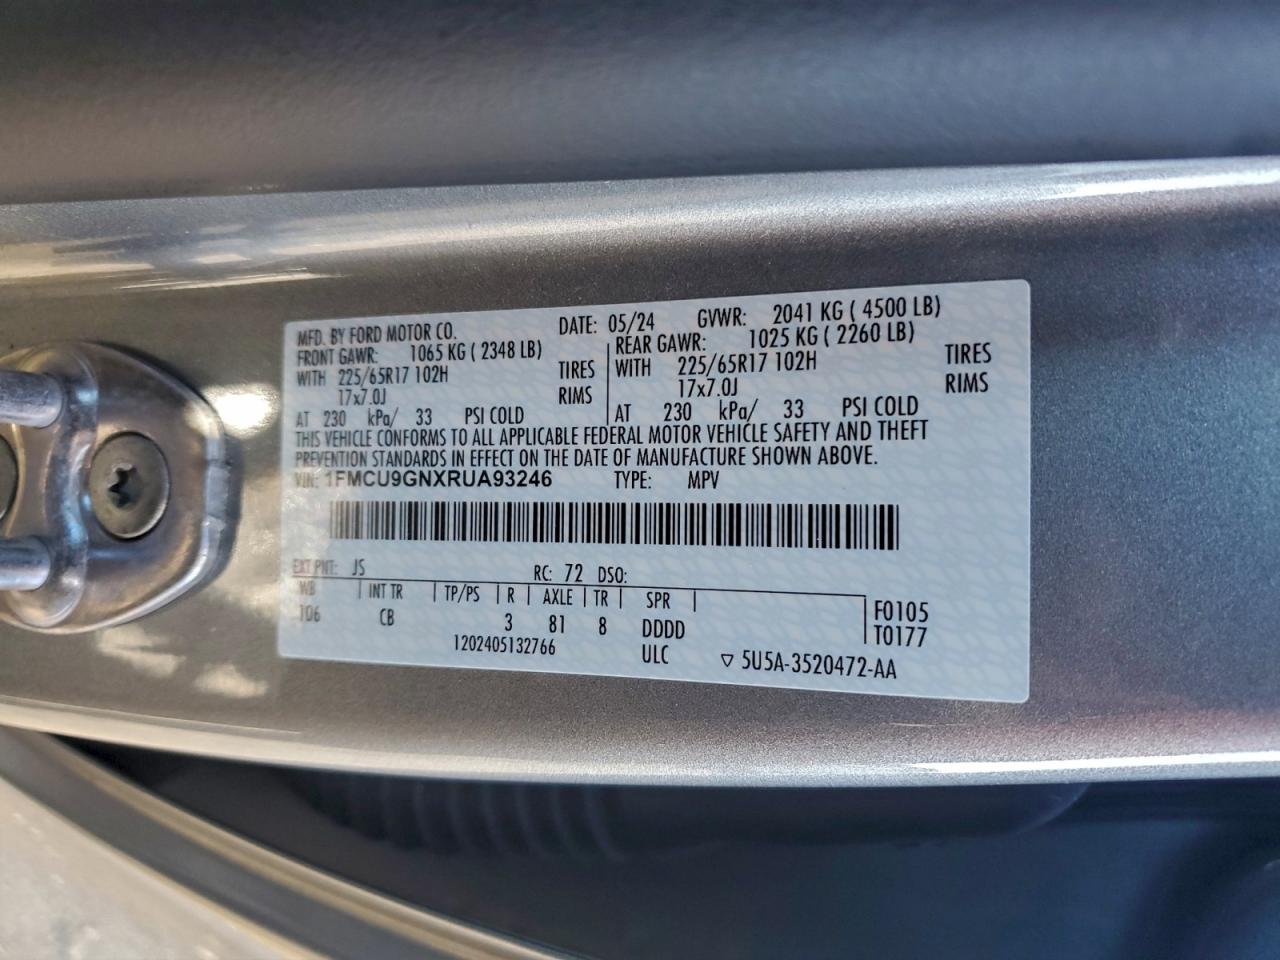 MFD. BY FORD MOTOR CO. DATE: 05/24 GVWR: 2041 KG ( 4500 LB)
FRONT GAWR: 1065 KG ( 2348 LB) REAR GAWR: 1025 KG ( 2260 LB)
WITH 225/65R17 102H TIRES WITH 225/65R17 102H TIRES
17x7.0J RIMS 17x7.0J RIMS
AT 230 kPa/ 33 PSI COLD AT 230 kPa/ 33 PSI COLD
THIS VEHICLE CONFORMS TO ALL APPLICABLE FEDERAL MOTOR VEHICLE SAFETY AND THEFT
PREVENTION STANDARDS IN EFFECT ON THE DATE OF MANUFACTURE SHOWN ABOVE.
VIN: 1FMCU9GNXRUA93246 TYPE: MPV
EXT PNT: JS RC: 72 DSO:
WB INT TR TP/PS R AXLE TR SPR F0105
106 CB 3 81 8 DDDD T0177
1202405132766 ULC ▽ 5U5A-3520472-AA